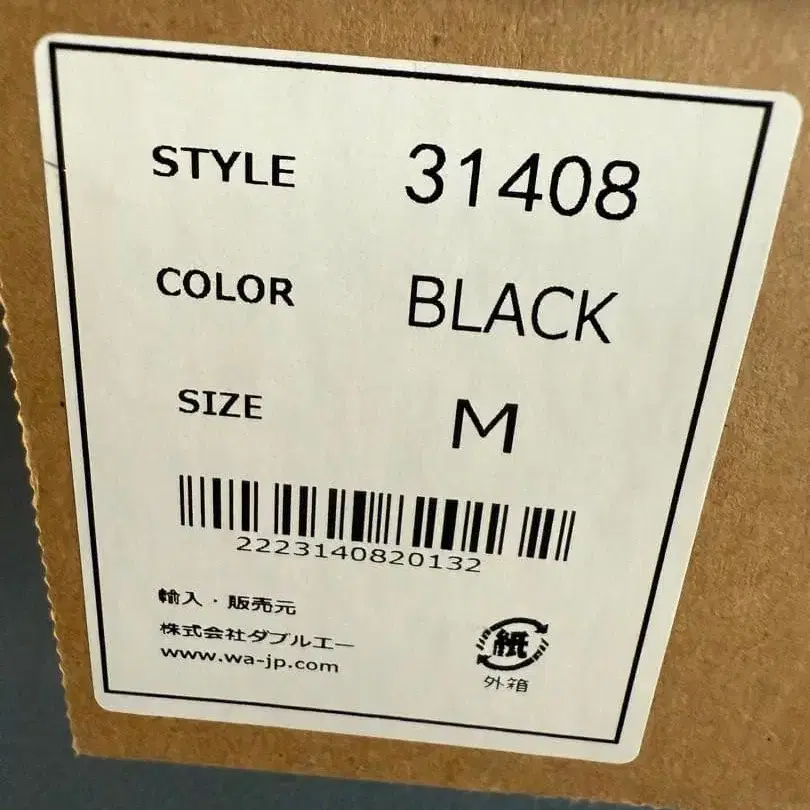 STYLE 31408
COLOR BLACK
SIZE M
2223140820132
輸入・販売元
株式会社ダブルエー
www.wa-jp.com
紙
外箱